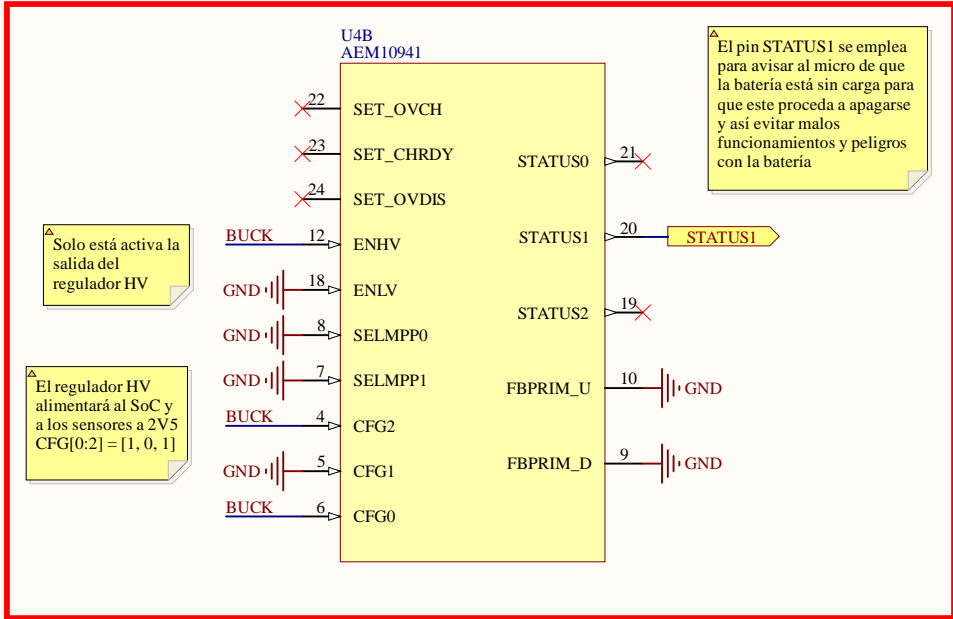 U4B
AEM10941
El pin STATUS1 se emplea
para avisar al micro de que
la batería está sin carga para
que este proceda a apagarse
y así evitar malos
funcionamientos y peligros
con la batería
22
SET_OVCH
23
SET_CHRDY
STATUS0
21
24
SET_OVDIS
Solo está activa la
salida del
regulador HV
BUCK
12
ENHV
STATUS1
20
STATUS1
GND
18
ENLV
STATUS2
19
GND
8
SELMPP0
El regulador HV
alimentará al SoC y
a los sensores a 2V5
CFG[0:2] = [1, 0, 1]
GND
7
SELMPP1
FBPRIM_U
10
GND
BUCK
4
CFG2
GND
5
CFG1
FBPRIM_D
9
GND
BUCK
6
CFG0